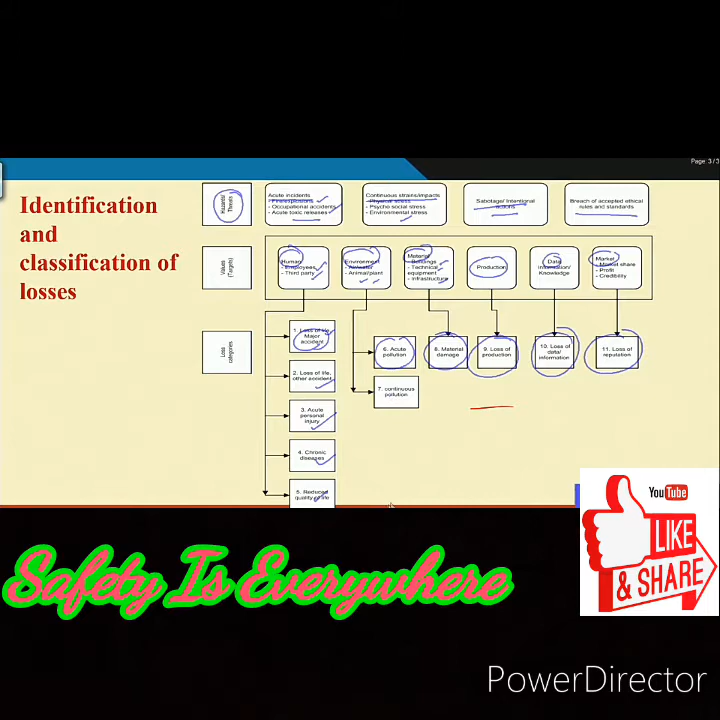 Page: 3 / 3
Identification
and
classification of
losses
Hazards/
Threats
Acute incidents
- Fire/explosions
- Occupational accidents
- Acute toxic releases
Continuous strains/impacts
- Physical stress
- Psycho social stress
- Environmental stress
Sabotage/ Intentional
actions
Breach of accepted ethical
rules and standards
Values
(Targets)
Human
- Employees
- Third party
Environment
- Air/water
- Animal/plant
Material
- Buildings
- Technical
equipment
- Infrastructure
Production
Data
Information/
Knowledge
Market
- Market share
- Profit
- Credibility
Loss
categories
1. Loss of life
Major
accident
2. Loss of life,
other accident
3. Acute
personal
injury
4. Chronic
diseases
5. Reduced
quality of life
6. Acute
pollution
7. continuous
pollution
8. Material
damage
9. Loss of
production
10. Loss of
data/
information
11. Loss of
reputation
YouTube
LIKE
& SHARE
Safety Is Everywhere
PowerDirector